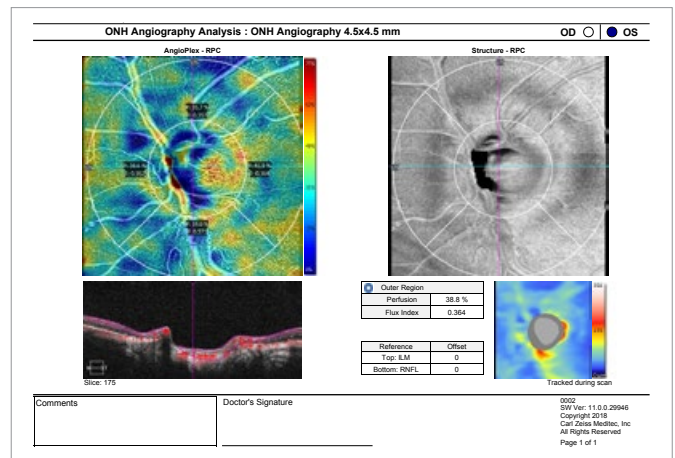 ONH Angiography Analysis : ONH Angiography 4.5x4.5 mm OD OS
AngioPlex - RPC
Structure - RPC
Slice: 175
Outer Region
Perfusion 38.8 %
Flux Index 0.364
Reference Offset
Top: ILM 0
Bottom: RNFL 0
Tracked during scan
Comments
Doctor's Signature
0002
SW Ver: 11.0.0.29946
Copyright 2018
Carl Zeiss Meditec, Inc
All Rights Reserved
Page 1 of 1